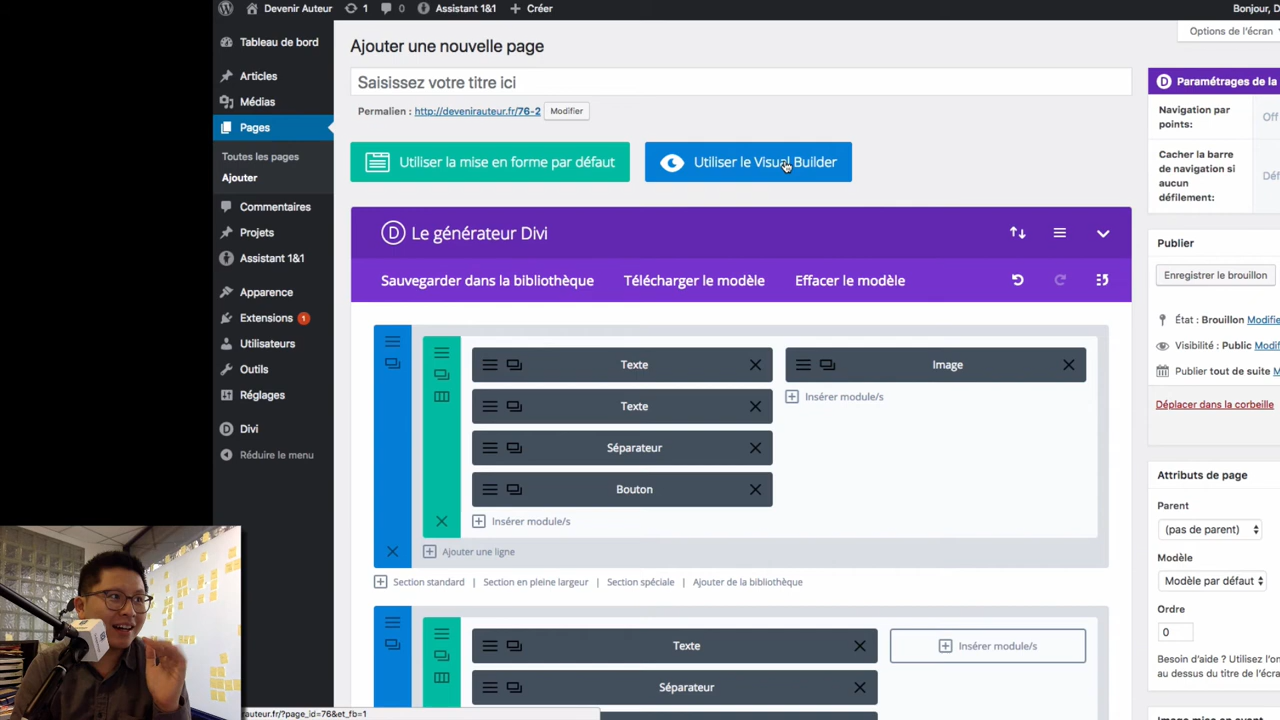 Devenir Auteur 1 0 Assistant 1&1 Créer
Bonjour, D
Tableau de bord
Articles
Médias
Pages
Toutes les pages
Ajouter
Commentaires
Projets
Assistant 1&1
Apparence
Extensions 1
Utilisateurs
Outils
Réglages
Divi
Réduire le menu
Options de l'écran
Ajouter une nouvelle page
Saisissez votre titre ici
Permalien : http://devenirauteur.fr/76-2 Modifier
Utiliser la mise en forme par défaut
Utiliser le Visual Builder
D Le générateur Divi
Sauvegarder dans la bibliothèque Télécharger le modèle Effacer le modèle
Texte
Texte
Séparateur
Bouton
Insérer module/s
Image
Insérer module/s
Ajouter une ligne
Section standard | Section en pleine largeur | Section spéciale | Ajouter de la bibliothèque
Texte
Séparateur
Insérer module/s
D Paramétrages de la
Navigation par
points:
Off
Cacher la barre
de navigation si
aucun
défilement:
Déf
Publier
Enregistrer le brouillon
État : Brouillon Modifie
Visibilité : Public Modif
Publier tout de suite M
Déplacer dans la corbeille
Attributs de page
Parent
(pas de parent)
Modèle
Modèle par défaut
Ordre
0
Besoin d'aide ? Utilisez l'on
au dessus du titre de l'écra
rauteur.fr/?page_id=76&et_fb=1